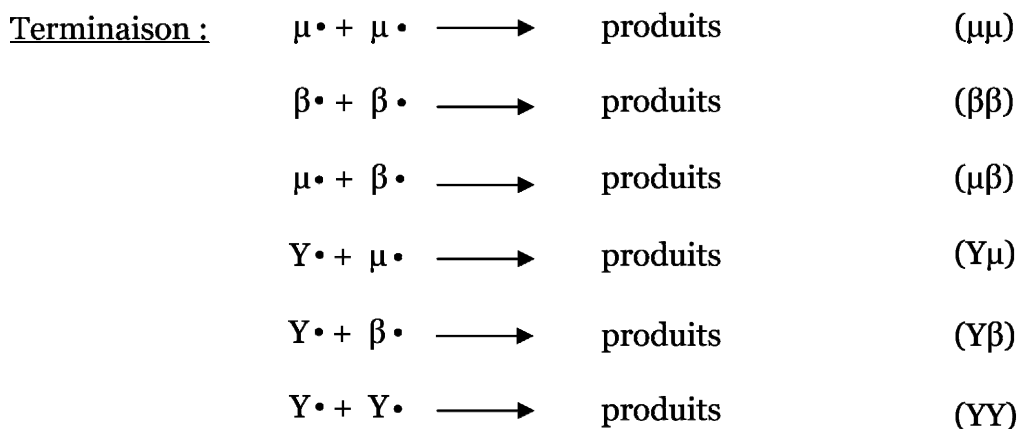 Terminaison : μ• + μ• ⟶ produits (μμ)
β• + β• ⟶ produits (ββ)
μ• + β• ⟶ produits (μβ)
Y• + μ• ⟶ produits (Yμ)
Y• + β• ⟶ produits (Yβ)
Y• + Y• ⟶ produits (YY)